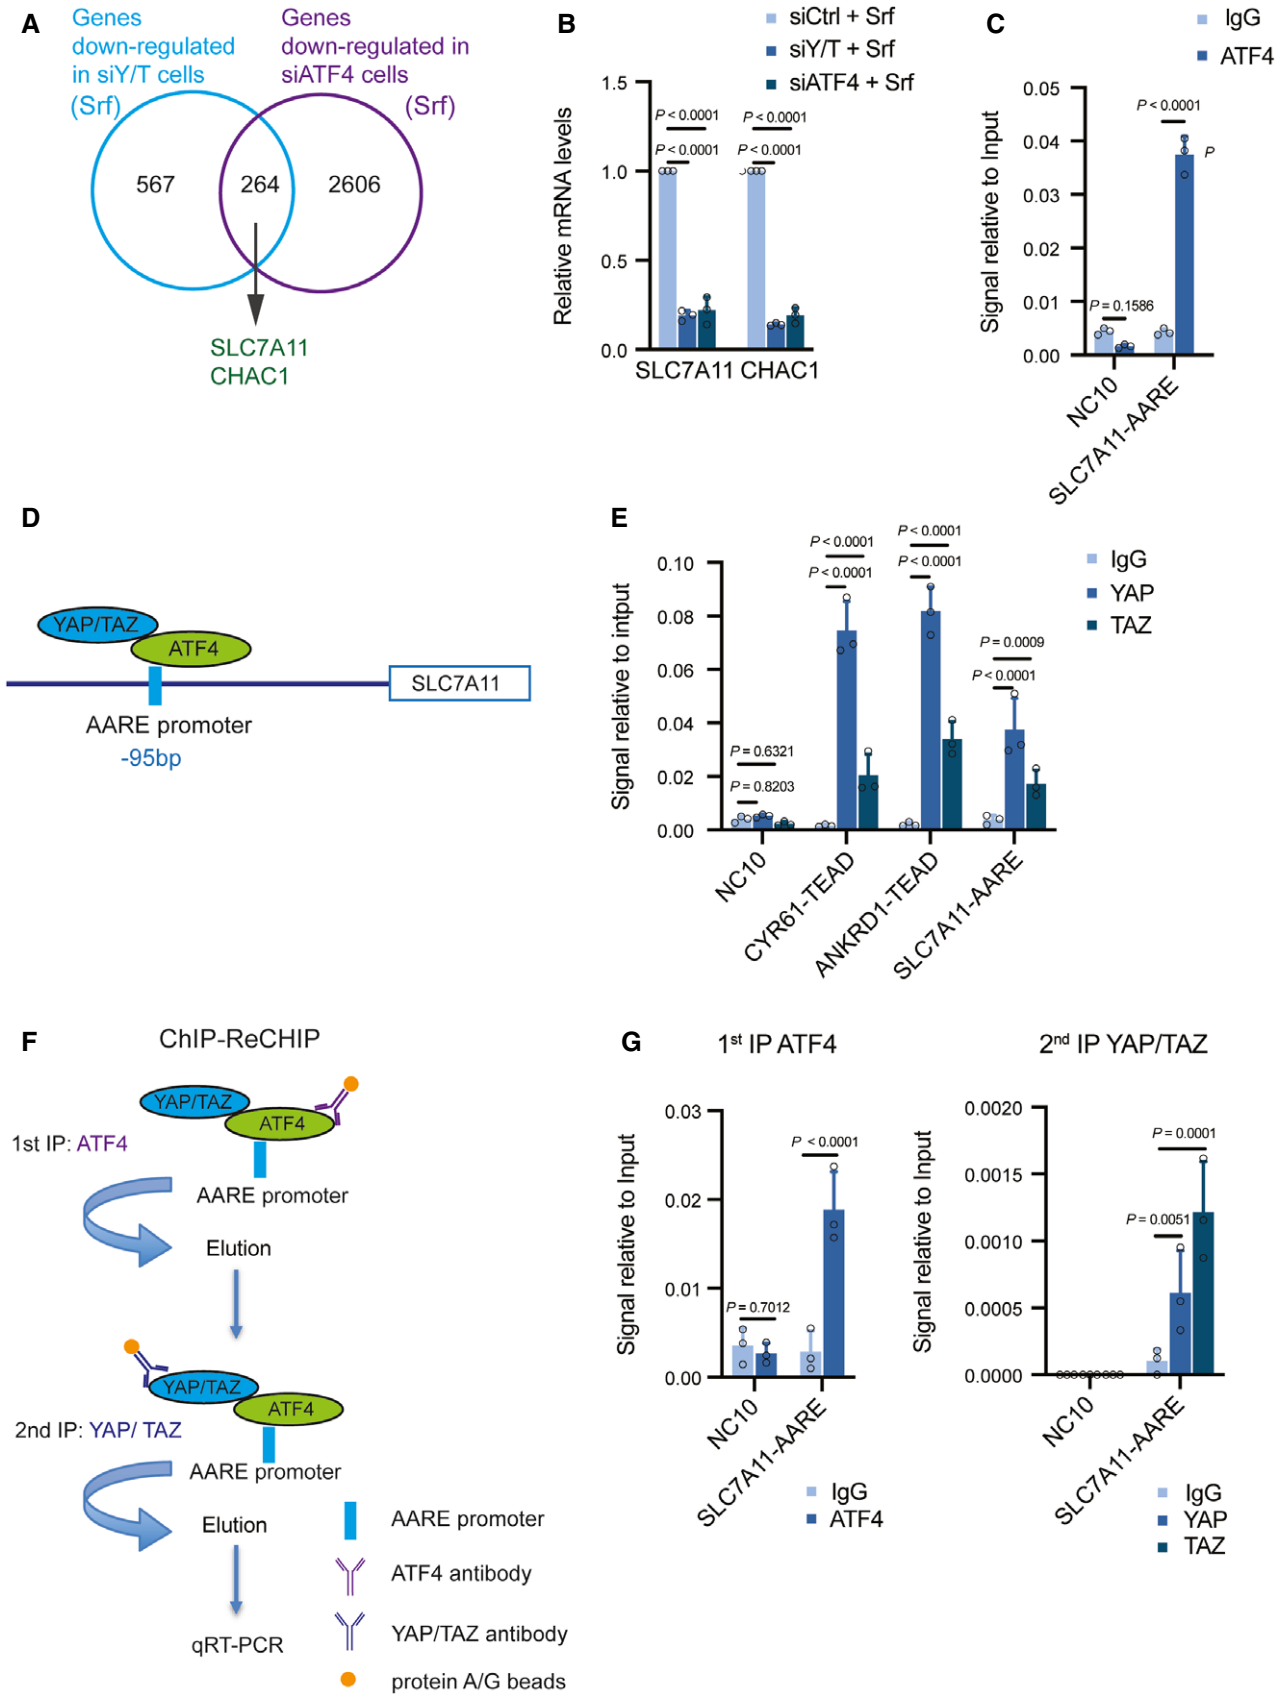 A
Genes
down-regulated
in siY/T cells
(Srf)
Genes
down-regulated in
siATF4 cells
(Srf)
567
264
2606
SLC7A11
CHAC1
B
siCtrl + Srf
siY/T + Srf
siATF4 + Srf
Relative mRNA levels
1.5
1.0
0.5
0.0
P < 0.0001
P < 0.0001
P < 0.0001
P < 0.0001
SLC7A11
CHAC1
C
IgG
ATF4
Signal relative to Input
0.05
0.04
0.03
0.02
0.01
0.00
P = 0.1586
P < 0.0001
P
NC10
SLC7A11-AARE
D
YAP/TAZ
ATF4
SLC7A11
AARE promoter
-95bp
E
IgG
YAP
TAZ
Signal relative to intput
0.10
0.08
0.06
0.04
0.02
0.00
P = 0.6321
P = 0.8203
P < 0.0001
P < 0.0001
P < 0.0001
P < 0.0001
P = 0.0009
P < 0.0001
NC10
CYR61-TEAD
ANKRD1-TEAD
SLC7A11-AARE
F
ChIP-ReCHIP
YAP/TAZ
ATF4
1st IP: ATF4
AARE promoter
Elution
YAP/TAZ
ATF4
2nd IP: YAP/ TAZ
AARE promoter
Elution
qRT-PCR
AARE promoter
ATF4 antibody
YAP/TAZ antibody
protein A/G beads
G
1st IP ATF4
Signal relative to Input
0.03
0.02
0.01
0.00
P = 0.7012
P < 0.0001
NC10
SLC7A11-AARE
IgG
ATF4
2nd IP YAP/TAZ
Signal relative to Input
0.0020
0.0015
0.0010
0.0005
0.0000
P = 0.0001
P = 0.0051
NC10
SLC7A11-AARE
IgG
YAP
TAZ